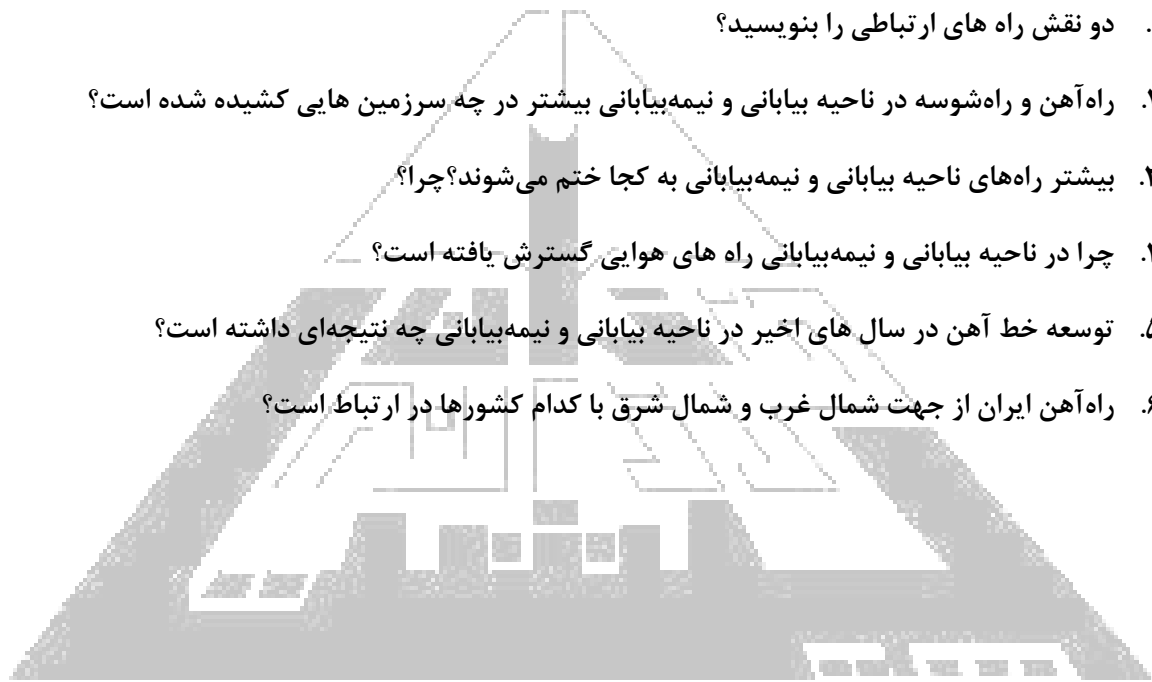 . دو نقش راه های ارتباطی را بنویسید؟
راه‌آهن و راه‌شوسه در ناحیه بیابانی و نیمه‌بیابانی بیشتر در چه سرزمین هایی کشیده شده است؟
بیشتر راه‌های ناحیه بیابانی و نیمه‌بیابانی به کجا ختم می‌شوند؟چرا؟
چرا در ناحیه بیابانی و نیمه‌بیابانی راه های هوایی گسترش یافته است؟
۵. توسعه خط آهن در سال های اخیر در ناحیه بیابانی و نیمه‌بیابانی چه نتیجه‌ای داشته است؟
۶. راه‌آهن ایران از جهت شمال غرب و شمال شرق با کدام کشورها در ارتباط است؟